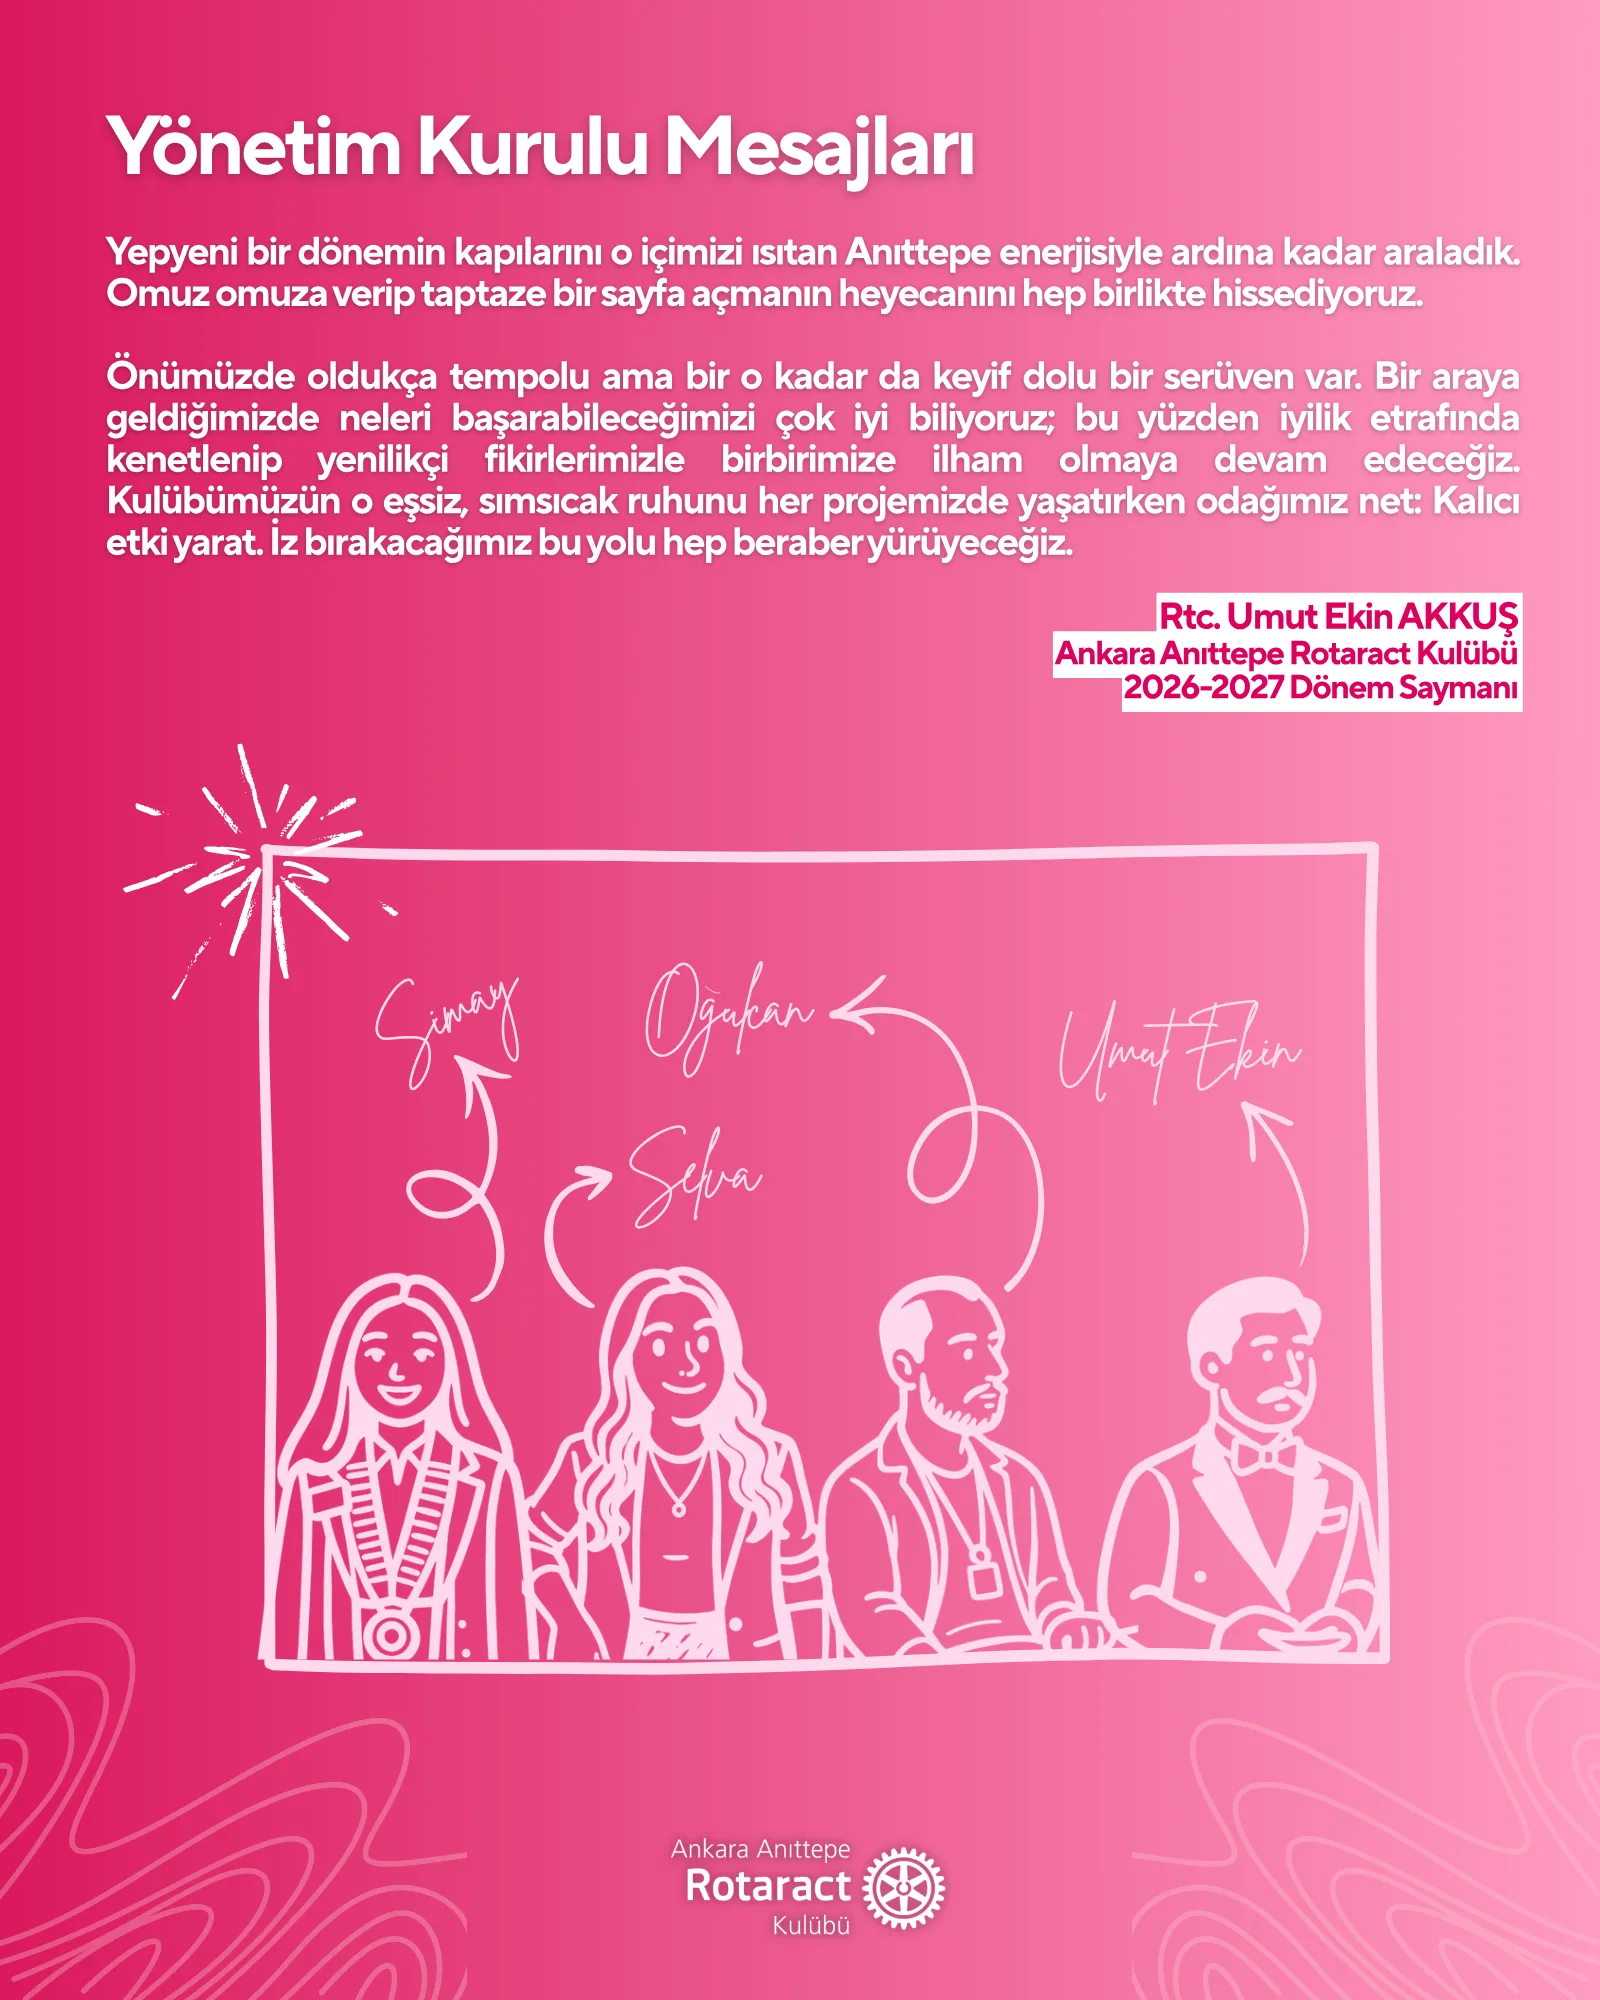 Yönetim Kurulu Mesajları
Yepyeni bir dönemin kapılarını o içimizi ısıtan Anıttepe enerjisiyle ardına kadar araladık.
Omuz omuza verip taptaze bir sayfa açmanın heyecanını hep birlikte hissediyoruz.
Önümüzde oldukça tempolu ama bir o kadar da keyif dolu bir serüven var. Bir araya
geldiğimizde neleri başarabileceğimizi çok iyi biliyoruz; bu yüzden iyilik etrafında
kenetlenip yenilikçi fikirlerimizle birbirimize ilham olmaya devam edeceğiz.
Kulübümüzün o eşsiz, sımsıcak ruhunu her projemizde yaşatırken odağımız net: Kalıcı
etki yarat. İz bırakacağımız bu yolu hep beraber yürüyeceğiz.
Rtc. Umut Ekin AKKUŞ
Ankara Anıttepe Rotaract Kulübü
2026-2027 Dönem Saymanı
Simay
Oğukan
Umut Ekin
Selva
Ankara Anıttepe
Rotaract
Kulübü